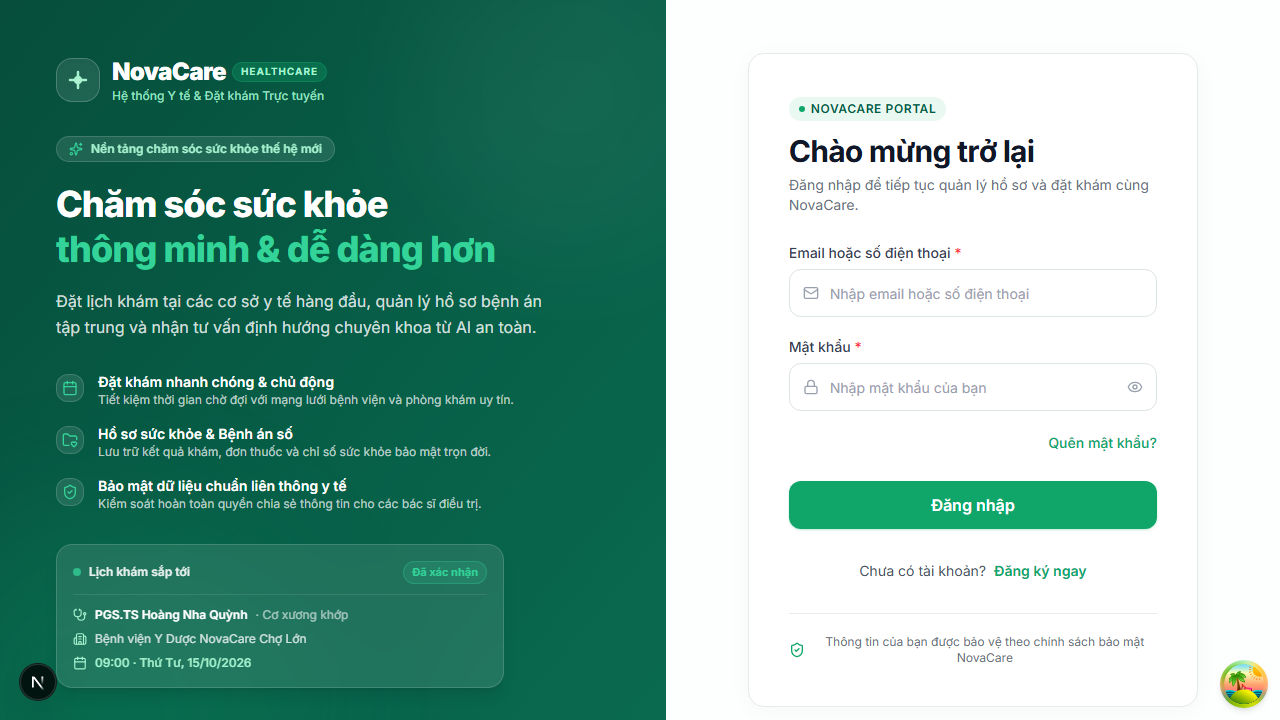 NovaCare HEALTHCARE
Hệ thống Y tế & Đặt khám Trực tuyến
Nền tảng chăm sóc sức khỏe thế hệ mới
Chăm sóc sức khỏe
thông minh & dễ dàng hơn
Đặt lịch khám tại các cơ sở y tế hàng đầu, quản lý hồ sơ bệnh án
tập trung và nhận tư vấn định hướng chuyên khoa từ AI an toàn.
Đặt khám nhanh chóng & chủ động
Tiết kiệm thời gian chờ đợi với mạng lưới bệnh viện và phòng khám uy tín.
Hồ sơ sức khỏe & Bệnh án số
Lưu trữ kết quả khám, đơn thuốc và chỉ số sức khỏe bảo mật trọn đời.
Bảo mật dữ liệu chuẩn liên thông y tế
Kiểm soát hoàn toàn quyền chia sẻ thông tin cho các bác sĩ điều trị.
Lịch khám sắp tới
Đã xác nhận
PGS.TS Hoàng Nha Quỳnh · Cơ xương khớp
Bệnh viện Y Dược NovaCare Chợ Lớn
09:00 · Thứ Tư, 15/10/2026
N
NOVACARE PORTAL
Chào mừng trở lại
Đăng nhập để tiếp tục quản lý hồ sơ và đặt khám cùng
NovaCare.
Email hoặc số điện thoại *
Nhập email hoặc số điện thoại
Mật khẩu *
Nhập mật khẩu của bạn
Quên mật khẩu?
Đăng nhập
Chưa có tài khoản? Đăng ký ngay
Thông tin của bạn được bảo vệ theo chính sách bảo mật
NovaCare